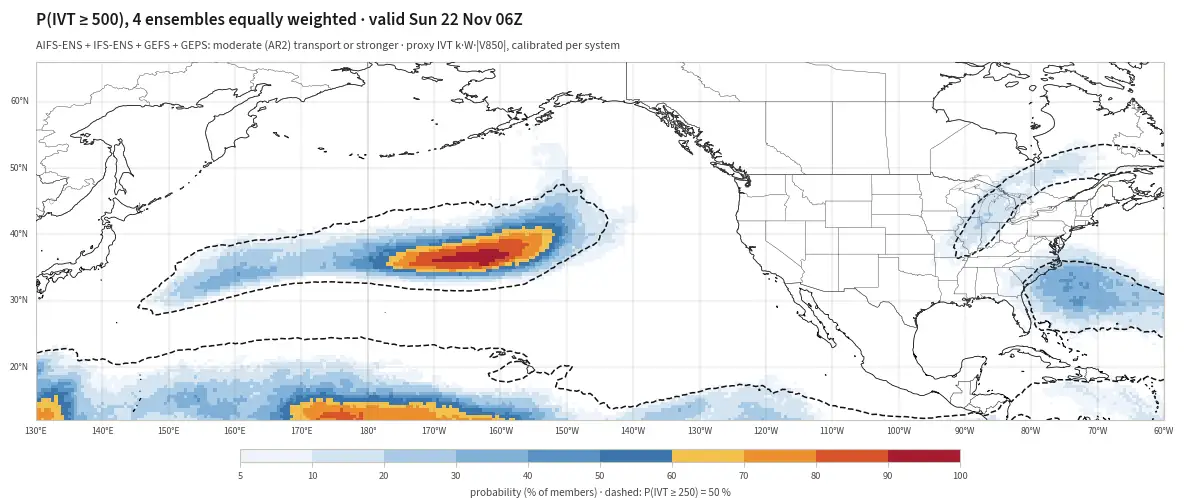 P(IVT ≥ 500), 4 ensembles equally weighted · valid Sun 22 Nov 06Z
AIFS-ENS + IFS-ENS + GEFS + GEPS: moderate (AR2) transport or stronger · proxy IVT k·W·|V850|, calibrated per system
60°N
50°N
40°N
30°N
20°N
130°E 140°E 150°E 160°E 170°E 180° 170°W 160°W 150°W 140°W 130°W 120°W 110°W 100°W 90°W 80°W 70°W 60°W
5 10 20 30 40 50 60 70 80 90 100
probability (% of members) · dashed: P(IVT ≥ 250) = 50 %